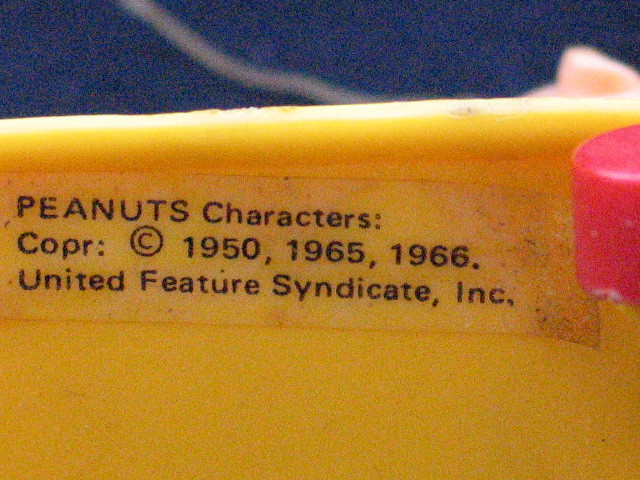 PEANUTS Characters:
Copr: © 1950, 1965, 1966.
United Feature Syndicate, Inc.